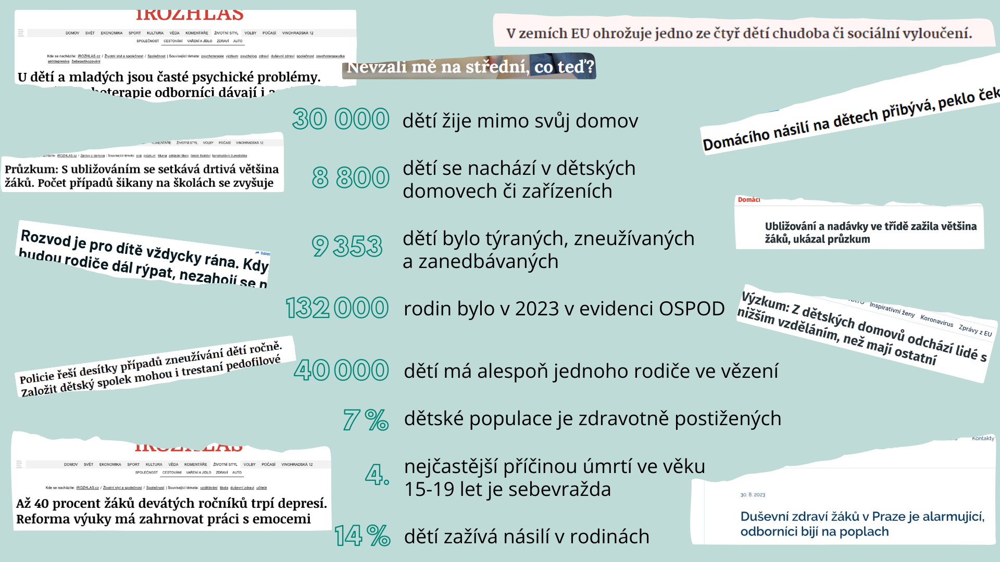 iROZHLAS
DOMOV SVĚT EKONOMIKA SPORT KULTURA VĚDA KOMENTÁŘE ŽIVOTNÍ STYL VOLBY POČASÍ VINOHRADSKÁ 12
SPOLEČNOST CESTOVÁNÍ VAŘENÍ A JÍDLO ZDRAVÍ AUTO
Kde se nacházíte: iROZHLAS.cz / Životní styl a společnost / Společnost | Související témata: psychoterapie výzkum psycholog zdraví duševní zdraví společnost psychoterapeutka
antidepresiva Sebepoškozování
U dětí a mladých jsou časté psychické problémy.
hoterapie odborníci dávají i
V zemích EU ohrožuje jedno ze čtyř dětí chudoba či sociální vyloučení.
Nevzali mě na střední, co teď?
Domácího násilí na dětech přibývá, peklo ček
KOMENTÁŘE ŽIVOTNÍ STYL VOLBY POČASÍ VINOHRADSKÁ 12
iROZHLAS.cz / Zprávy z domova | Související témata: scio průzkum šikana základní školy české školství konstruktivní žurnalistika
Průzkum: S ubližováním se setkává drtivá většina
žáků. Počet případů šikany na školách se zvyšuje
Rozvod je pro dítě vždycky rána. Kdy
Sdílet
budou rodiče dál rýpat, nezahojí se n
Policie řeší desítky případů zneužívání dětí ročně.
Založit dětský spolek mohou i trestaní pedofilové
iROZHLAS
DOMOV SVĚT EKONOMIKA SPORT KULTURA VĚDA KOMENTÁŘE ŽIVOTNÍ STYL VOLBY POČASÍ VINOHRADSKÁ 12
SPOLEČNOST CESTOVÁNÍ VAŘENÍ A JÍDLO ZDRAVÍ AUTO
Kde se nacházíte: iROZHLAS.cz / Životní styl a společnost / Společnost | Související témata: vzdělávání škola duševní zdraví učitelé
Až 40 procent žáků devátých ročníků trpí depresí.
Reforma výuky má zahrnovat práci s emocemi
30 000 dětí žije mimo svůj domov
8 800 dětí se nachází v dětských
domovech či zařízeních
9 353 dětí bylo týraných, zneužívaných
a zanedbávaných
132 000 rodin bylo v 2023 v evidenci OSPOD
40 000 dětí má alespoň jednoho rodiče ve vězení
7 % dětské populace je zdravotně postižených
4. nejčastější příčinou úmrtí ve věku
15-19 let je sebevražda
14 % dětí zažívá násilí v rodinách
Domácí
Ubližování a nadávky ve třídě zažila většina
žáků, ukázal průzkum
NATO Inspirativní ženy Koronavirus Zprávy z EU
Výzkum: Z dětských domovů odchází lidé s
nižším vzděláním, než mají ostatní
Kontakty
30. 8. 2023
Duševní zdraví žáků v Praze je alarmující,
odborníci bijí na poplach